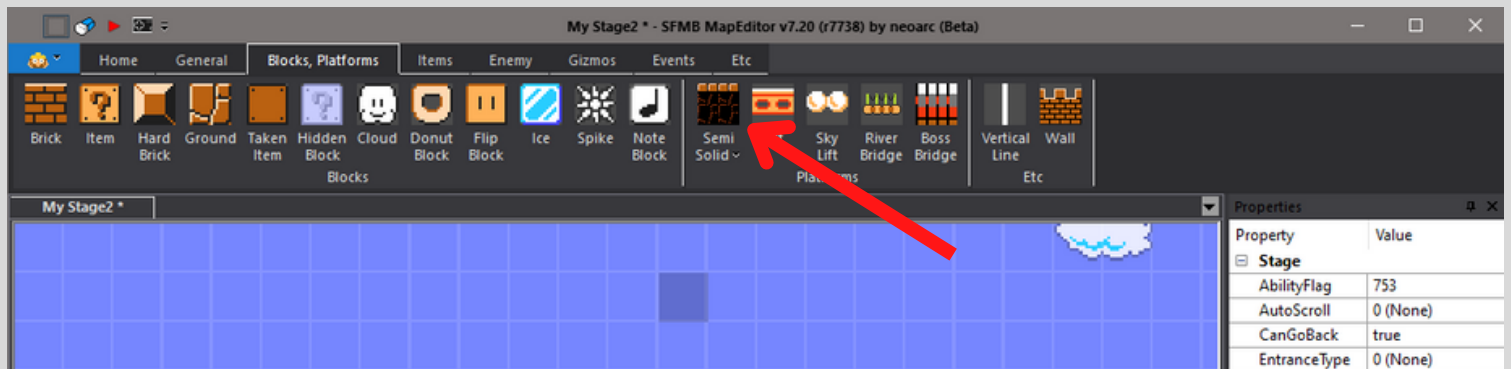 My Stage2 * - SFMB MapEditor v7.20 (r7738) by neoarc (Beta)
Home General Blocks, Platforms Items Enemy Gizmos Events Etc
Brick Item Hard Ground Taken Hidden Cloud Donut Flip Ice Spike Note Semi Sky River Boss Vertical Wall
Brick Item Block Block Block Block Solid Lift Bridge Bridge Line
Blocks Platforms Etc
My Stage2 * Properties
Property Value
Stage
AbilityFlag 753
AutoScroll 0 (None)
CanGoBack true
EntranceType 0 (None)